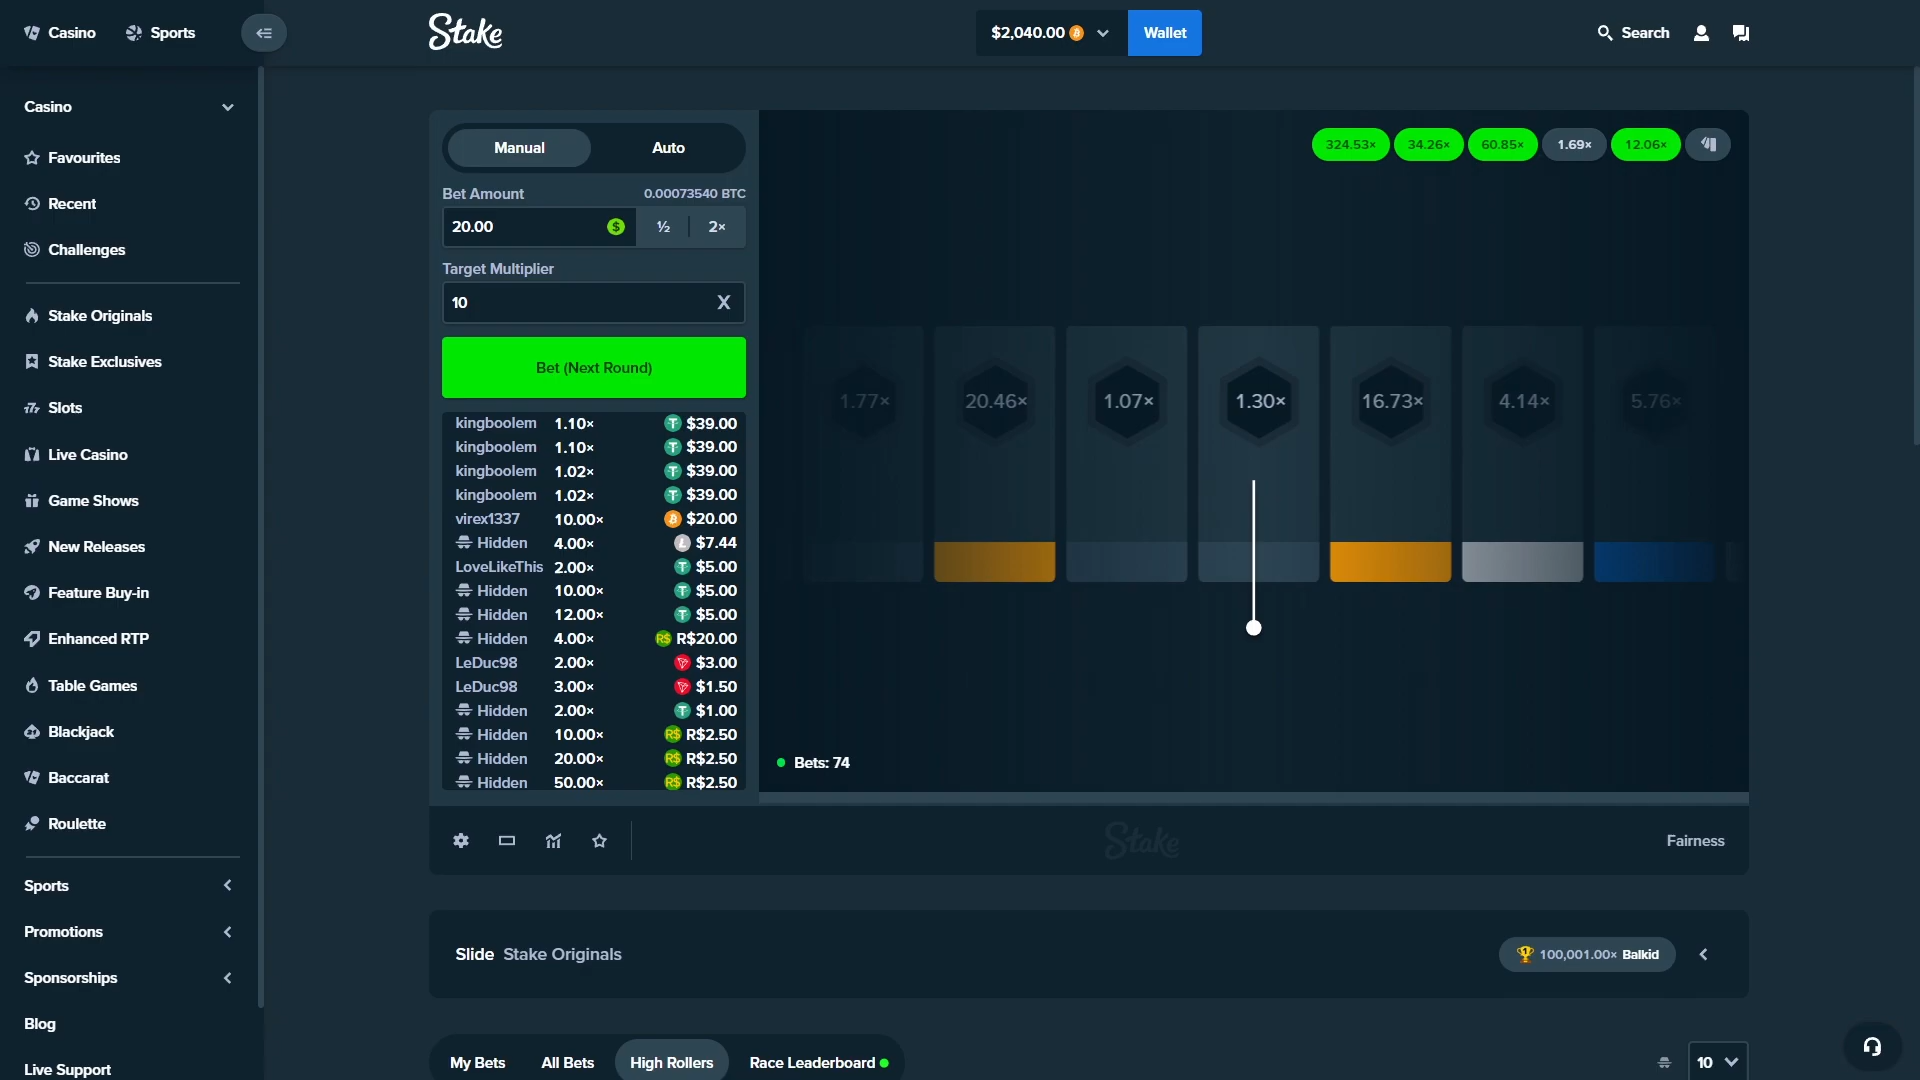 Casino
Sports
Stake
$2,040.00
Wallet
Search
Casino
Favourites
Recent
Challenges
Stake Originals
Stake Exclusives
Slots
Live Casino
Game Shows
New Releases
Feature Buy-in
Enhanced RTP
Table Games
Blackjack
Baccarat
Roulette
Sports
Promotions
Sponsorships
Blog
Live Support
Manual Auto
Bet Amount 0.00073540 BTC
20.00 $ ½ 2×
Target Multiplier
10 X
Bet (Next Round)
kingboolem 1.10× $39.00
kingboolem 1.10× $39.00
kingboolem 1.02× $39.00
kingboolem 1.02× $39.00
virex1337 10.00× $20.00
Hidden 4.00× $7.44
LoveLikeThis 2.00× $5.00
Hidden 10.00× $5.00
Hidden 12.00× $5.00
Hidden 4.00× R$ R$20.00
LeDuc98 2.00× $3.00
LeDuc98 3.00× $1.50
Hidden 2.00× $1.00
Hidden 10.00× R$ R$2.50
Hidden 20.00× R$ R$2.50
Hidden 50.00× R$ R$2.50
324.53× 34.26× 60.85× 1.69× 12.06×
1.77× 20.46× 1.07× 1.30× 16.73× 4.14× 5.76×
Bets: 74
Stake
Fairness
Slide Stake Originals
100,001.00× Balkid
My Bets All Bets High Rollers Race Leaderboard
10